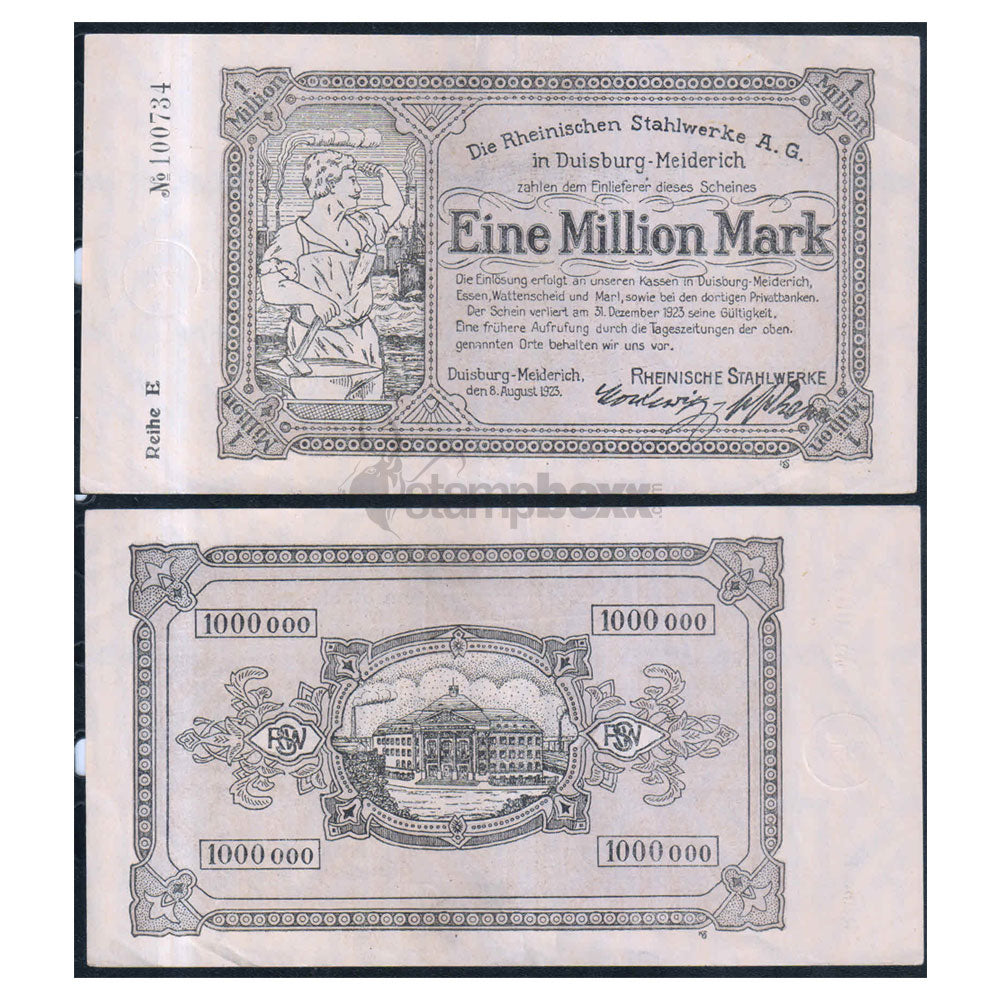 № 100734
Reihe E
1 Million
1 Million
Die Rheinischen Stahlwerke A. G.
in Duisburg-Meiderich
zahlen dem Einlieferer dieses Scheines
Eine Million Mark
Die Einlösung erfolgt an unseren Kassen in Duisburg-Meiderich,
Essen, Wattenscheid und Marl, sowie bei den dortigen Privatbanken.
Der Schein verliert am 31. Dezember 1923 seine Gültigkeit.
Eine frühere Aufrufung durch die Tageszeitungen der oben
genannten Orte behalten wir uns vor.
Duisburg-Meiderich,
den 8. August 1923.
RHEINISCHE STAHLWERKE
1 Million
1 Million
stampboxx
1000 000
1000 000
RSW
RSW
1000 000
1000 000